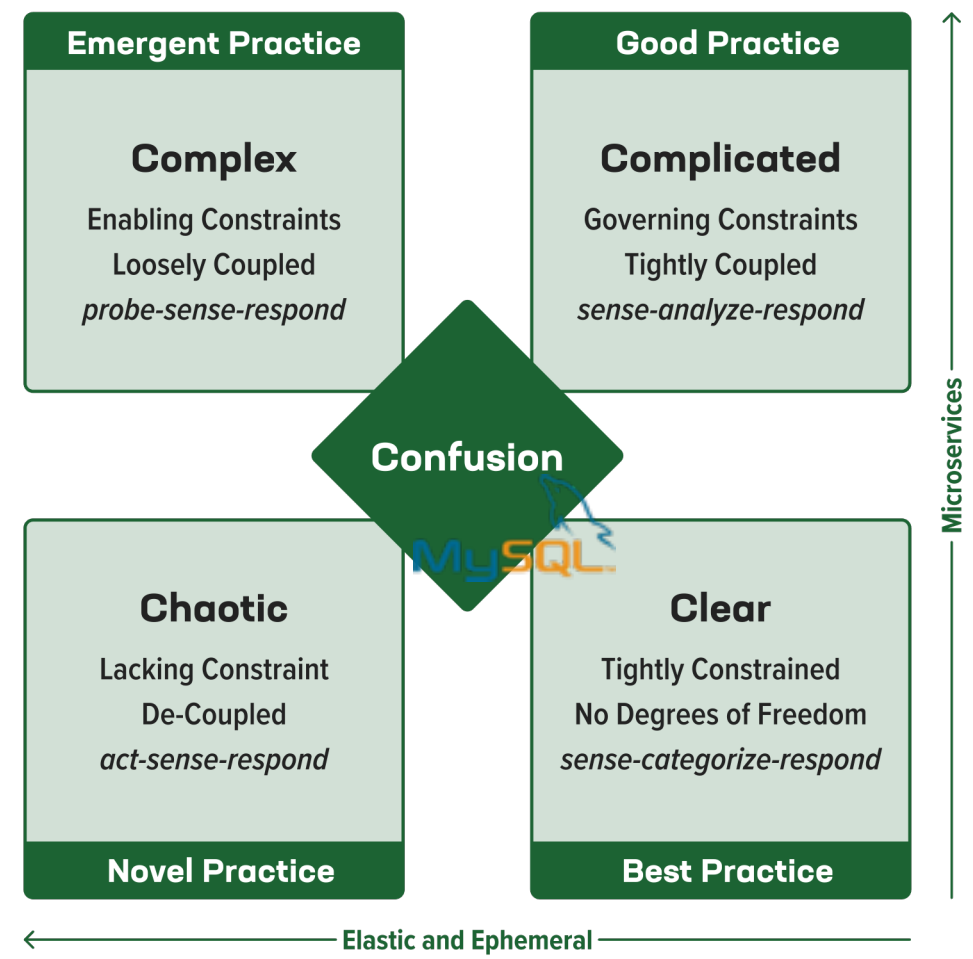 Emergent Practice
Complex
Enabling Constraints
Loosely Coupled
probe-sense-respond
Good Practice
Complicated
Governing Constraints
Tightly Coupled
sense-analyze-respond
Confusion
MySQL
Chaotic
Lacking Constraint
De-Coupled
act-sense-respond
Novel Practice
Clear
Tightly Constrained
No Degrees of Freedom
sense-categorize-respond
Best Practice
Microservices
Elastic and Ephemeral